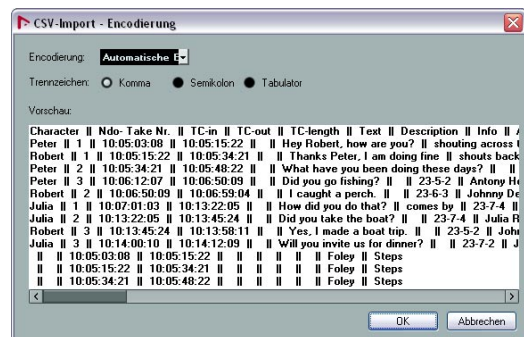 CSV-Import - Encodierung
Encodierung: Automatische E
Trennzeichen: Komma Semikolon Tabulator
Vorschau:
Character || Ndo- Take Nr. || TC-in || TC-out || TC-length || Text || Description || Info ||
Peter || 1 || 10:05:03:08 || 10:05:15:22 || || Hey Robert, how are you? || shouting across
Robert || 1 || 10:05:15:22 || 10:05:34:21 || || Thanks Peter, I am doing fine || shouts back
Peter || 2 || 10:05:34:21 || 10:05:48:22 || || What have you been doing these days? || ||
Peter || 3 || 10:06:12:07 || 10:06:50:09 || || Did you go fishing? || || 23-5-2 || Antony
Robert || 2 || 10:06:50:09 || 10:06:59:04 || || I caught a perch. || || 23-6-3 || Johnny De
Julia || 1 || 10:07:01:03 || 10:13:22:05 || || How did you do that? || comes by || 23-7-4 ||
Julia || 2 || 10:13:22:05 || 10:13:45:24 || || Did you take the boat? || || 23-7-4 || Julia R
Robert || 3 || 10:13:45:24 || 10:13:58:11 || || Yes, I made a boat trip. || || 23-5-2 || John
Julia || 3 || 10:14:00:10 || 10:14:12:09 || || Will you invite us for dinner? || || 23-7-2 || J
|| || 10:05:03:08 || 10:05:15:22 || || || || || Foley || Steps
|| || 10:05:15:22 || 10:05:34:21 || || || || || Foley || Steps
|| || 10:05:34:21 || 10:05:48:22 || || || || || Foley || Steps
OK Abbrechen